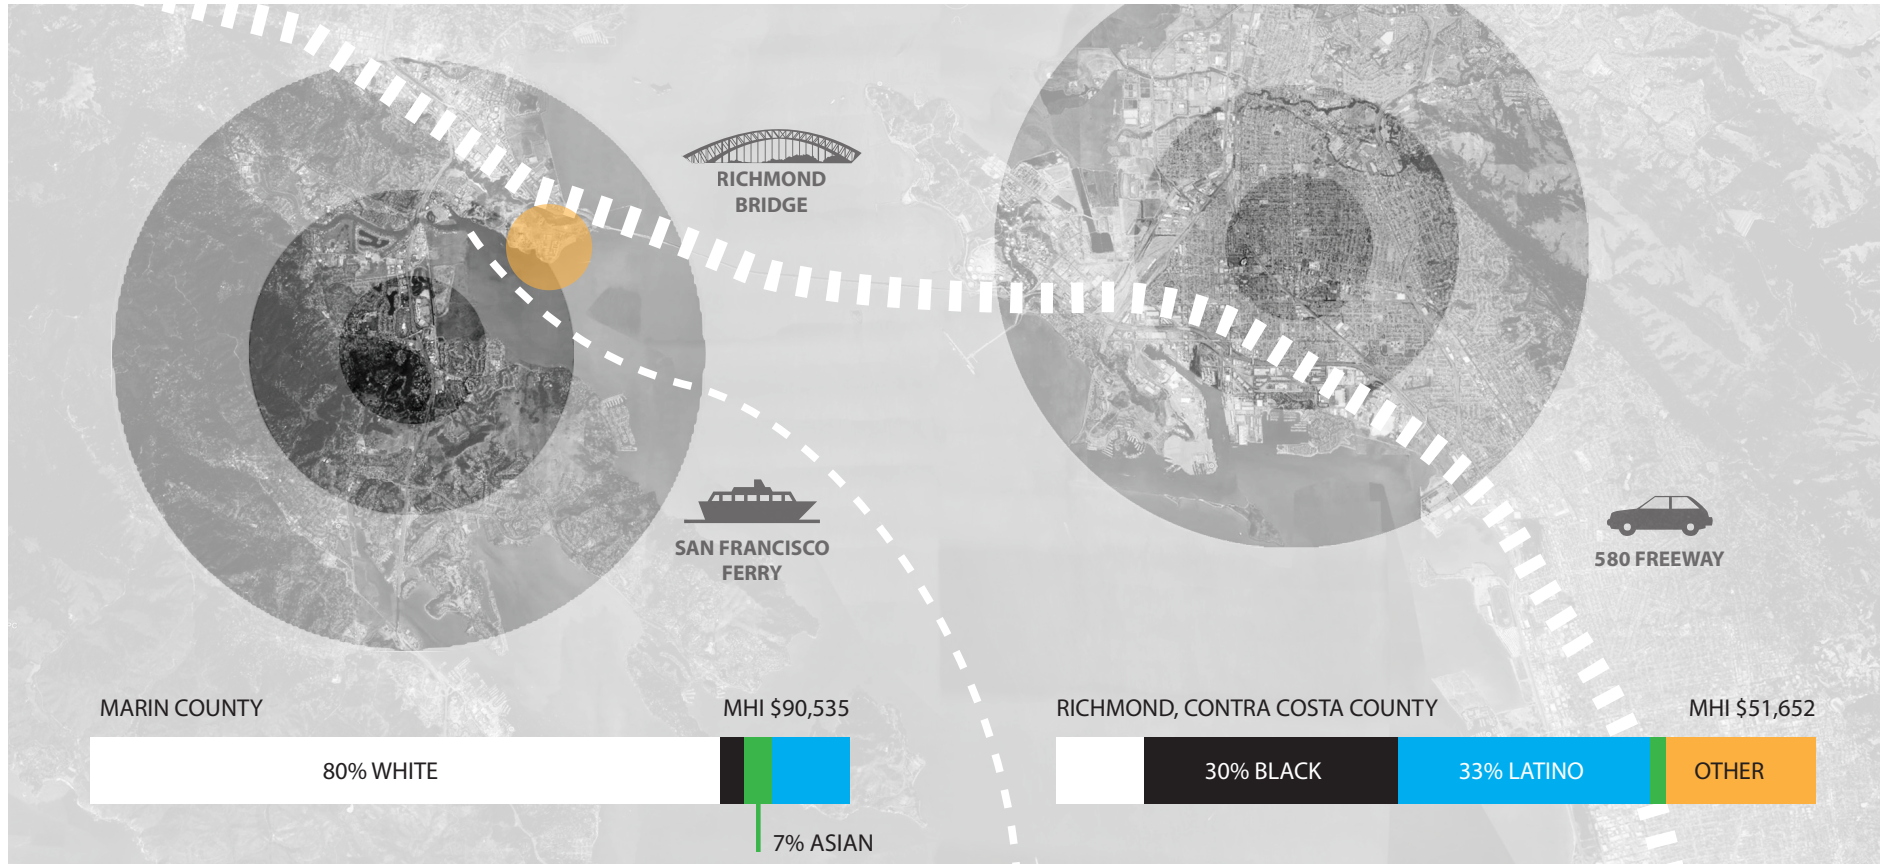 RICHMOND
BRIDGE
SAN FRANCISCO
FERRY
580 FREEWAY
MARIN COUNTY
MHI $90,535
80% WHITE
7% ASIAN
RICHMOND, CONTRA COSTA COUNTY
MHI $51,652
30% BLACK
33% LATINO
OTHER